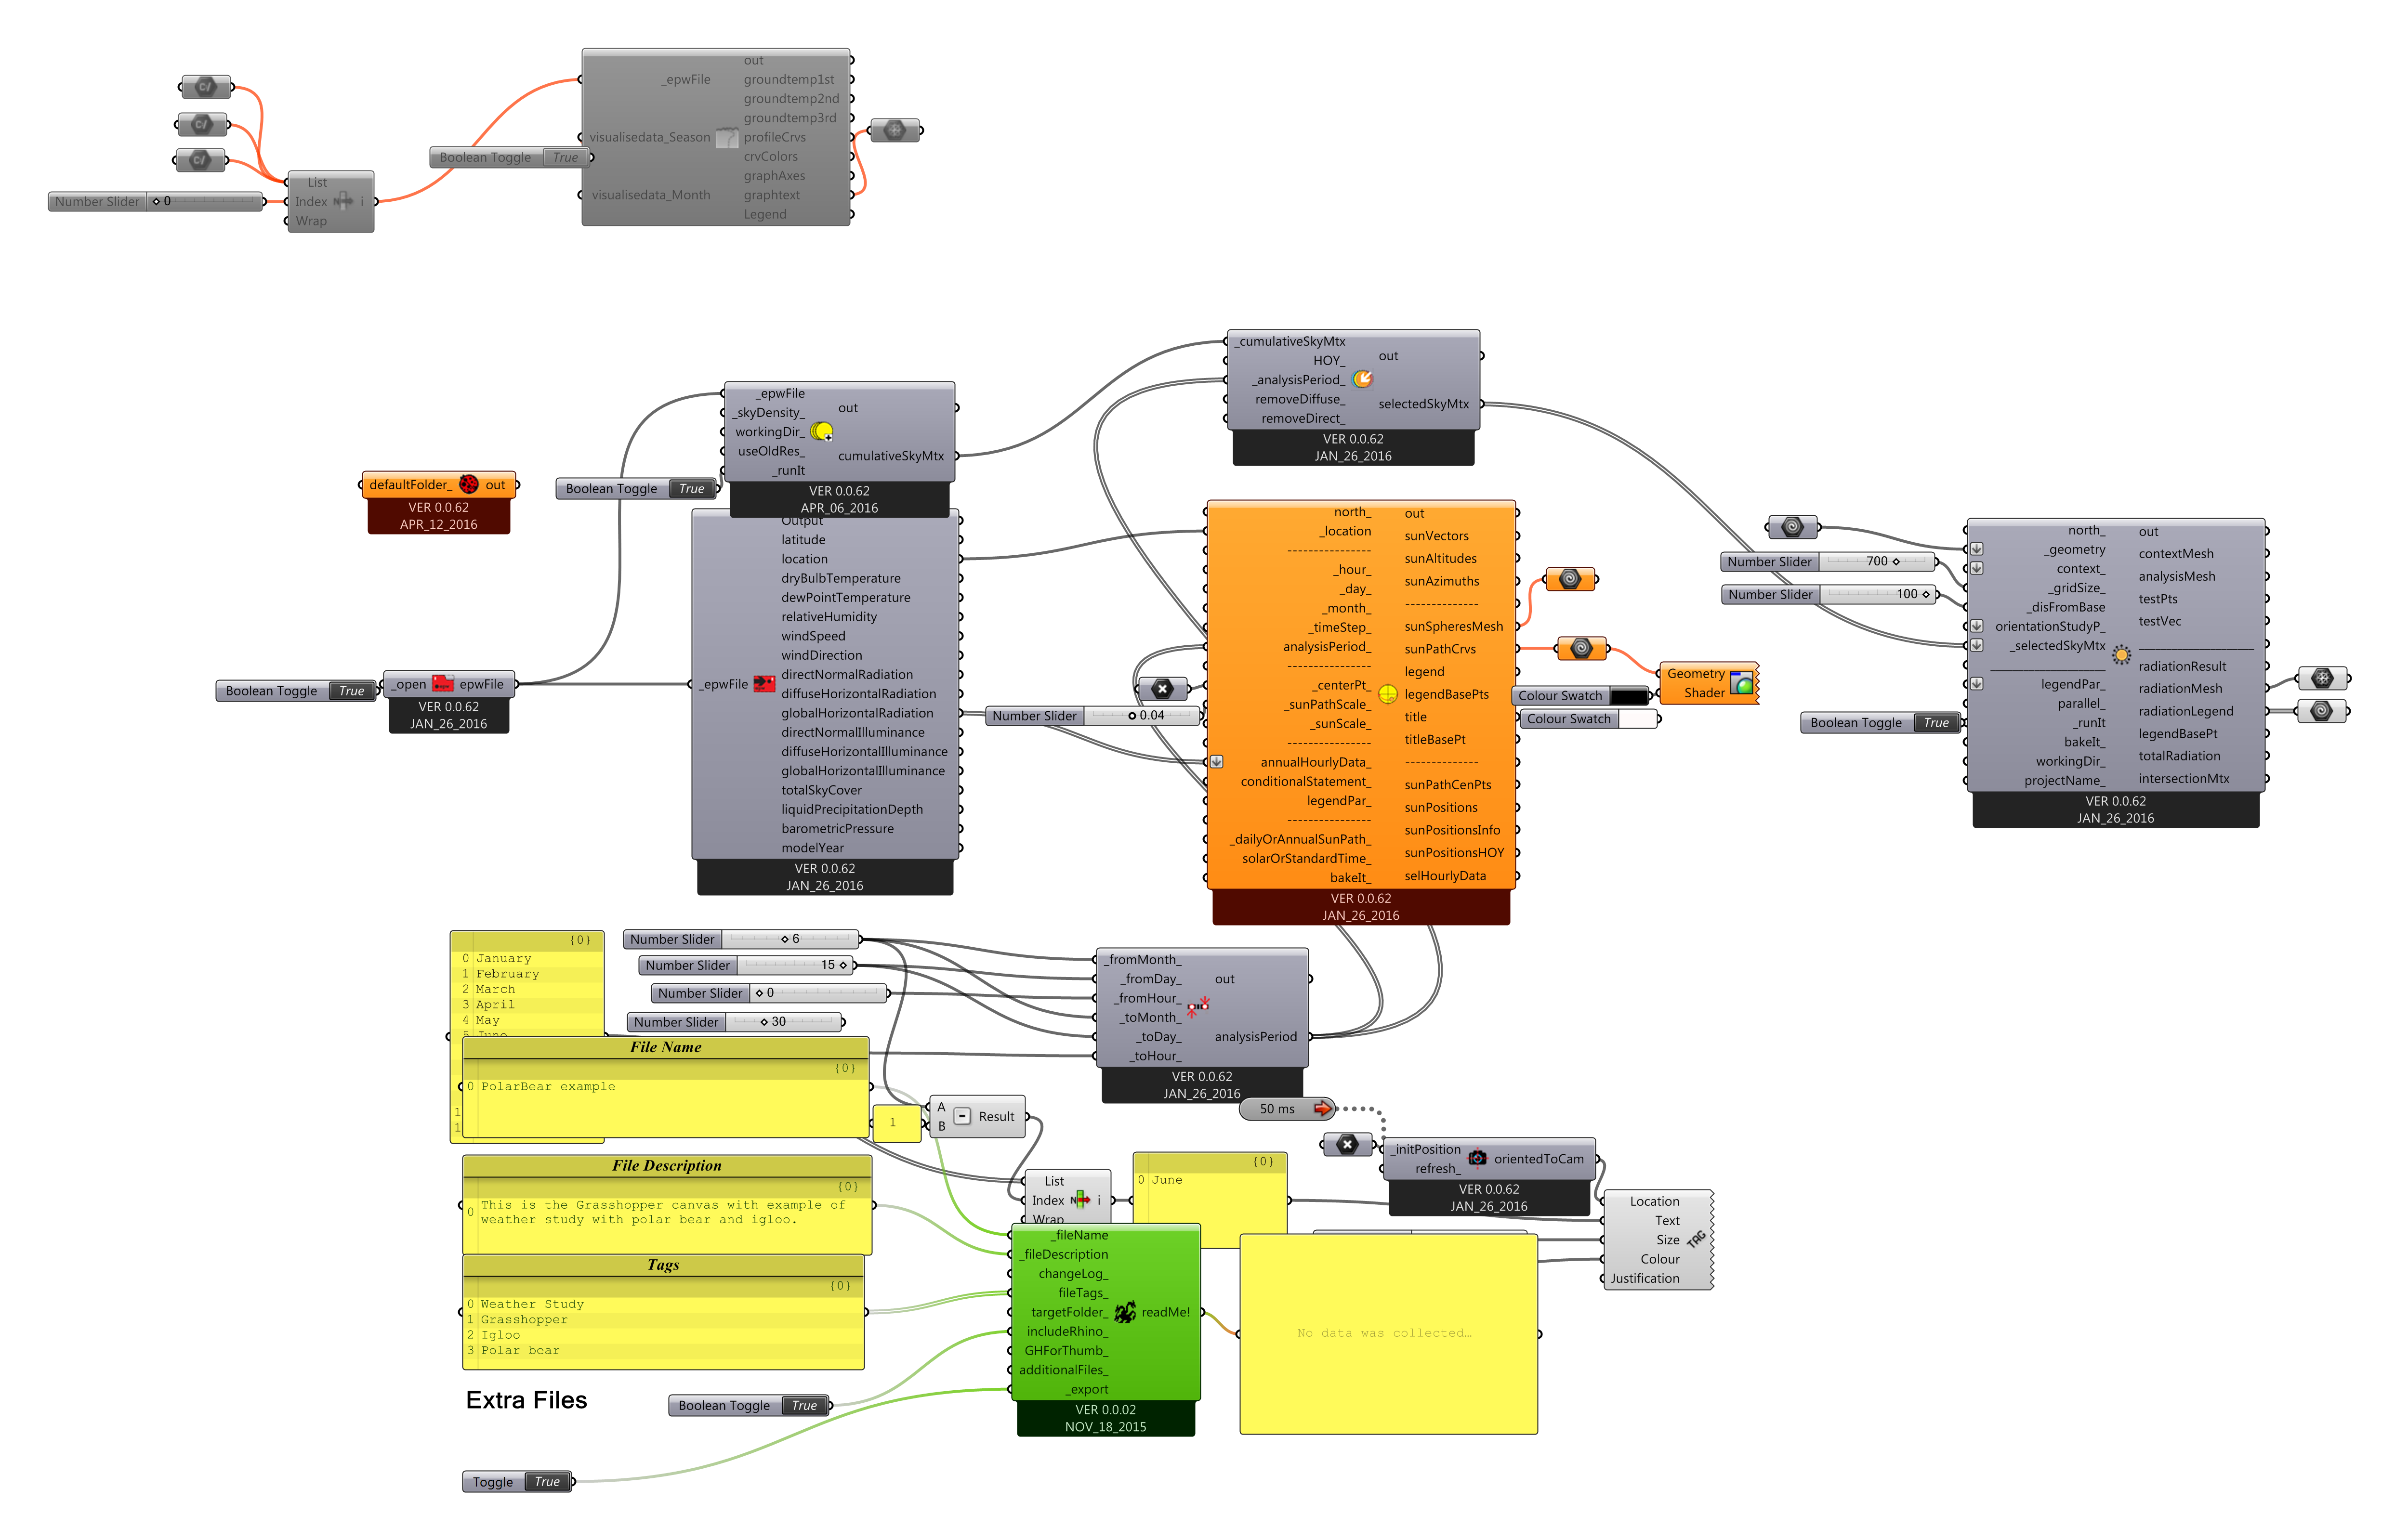 out
_epwFile
groundtemp1st
groundtemp2nd
groundtemp3rd
visualisedata_Season
profileCrvs
Boolean Toggle True
crvColors
graphAxes
visualisedata_Month
graphtext
Legend
List
Number Slider 0
Index
i
Wrap
_cumulativeSkyMtx
HOY_
out
_analysisPeriod_
removeDiffuse_
selectedSkyMtx
removeDirect_
VER 0.0.62
JAN_26_2016
_epwFile
_skyDensity_
out
workingDir_
useOldRes_
cumulativeSkyMtx
_runIt
Boolean Toggle True
VER 0.0.62
APR_06_2016
defaultFolder_ out
VER 0.0.62
APR_12_2016
Output
latitude
location
dryBulbTemperature
dewPointTemperature
relativeHumidity
windSpeed
windDirection
directNormalRadiation
_epwFile
diffuseHorizontalRadiation
globalHorizontalRadiation
directNormalIlluminance
diffuseHorizontalIlluminance
globalHorizontalIlluminance
totalSkyCover
liquidPrecipitationDepth
barometricPressure
modelYear
VER 0.0.62
JAN_26_2016
Boolean Toggle True
_open epwFile
VER 0.0.62
JAN_26_2016
Number Slider 0.04
north_
_location
----------------
_hour_
_day_
_month_
_timeStep_
analysisPeriod_
----------------
_centerPt_
_sunPathScale_
_sunScale_
----------------
annualHourlyData_
conditionalStatement_
legendPar_
----------------
_dailyOrAnnualSunPath_
solarOrStandardTime_
bakeIt_
out
sunVectors
sunAltitudes
sunAzimuths
--------------
sunSpheresMesh
sunPathCrvs
legend
legendBasePts
title
titleBasePt
--------------
sunPathCenPts
sunPositions
sunPositionsInfo
sunPositionsHOY
selHourlyData
VER 0.0.62
JAN_26_2016
Geometry
Shader
Colour Swatch
Colour Swatch
Number Slider 700
Number Slider 100
Boolean Toggle True
north_
_geometry
context_
_gridSize_
_disFromBase
orientationStudyP_
_selectedSkyMtx
____________________
legendPar_
parallel_
_runIt
bakeIt_
workingDir_
projectName_
out
contextMesh
analysisMesh
testPts
testVec
____________________
radiationResult
radiationMesh
radiationLegend
legendBasePt
totalRadiation
intersectionMtx
VER 0.0.62
JAN_26_2016
{0}
0 January
1 February
2 March
3 April
4 May
5 June
1
1
Number Slider 6
Number Slider 15
Number Slider 0
Number Slider 30
_fromMonth_
_fromDay_
_fromHour_
_toMonth_
_toDay_
_toHour_
out
analysisPeriod
VER 0.0.62
JAN_26_2016
File Name
{0}
0 PolarBear example
1
A
B
Result
50 ms
_initPosition
refresh_
orientedToCam
VER 0.0.62
JAN_26_2016
File Description
{0}
0 This is the Grasshopper canvas with example of
weather study with polar bear and igloo.
List
Index
i
Wrap
{0}
0 June
Location
Text
Size
Colour
Justification
TAG
Tags
{0}
0 Weather Study
1 Grasshopper
2 Igloo
3 Polar bear
_fileName
_fileDescription
changeLog_
fileTags_
targetFolder_
includeRhino_
GHForThumb_
additionalFiles_
_export
readMe!
VER 0.0.02
NOV_18_2015
No data was collected…
Extra Files
Boolean Toggle True
Toggle True